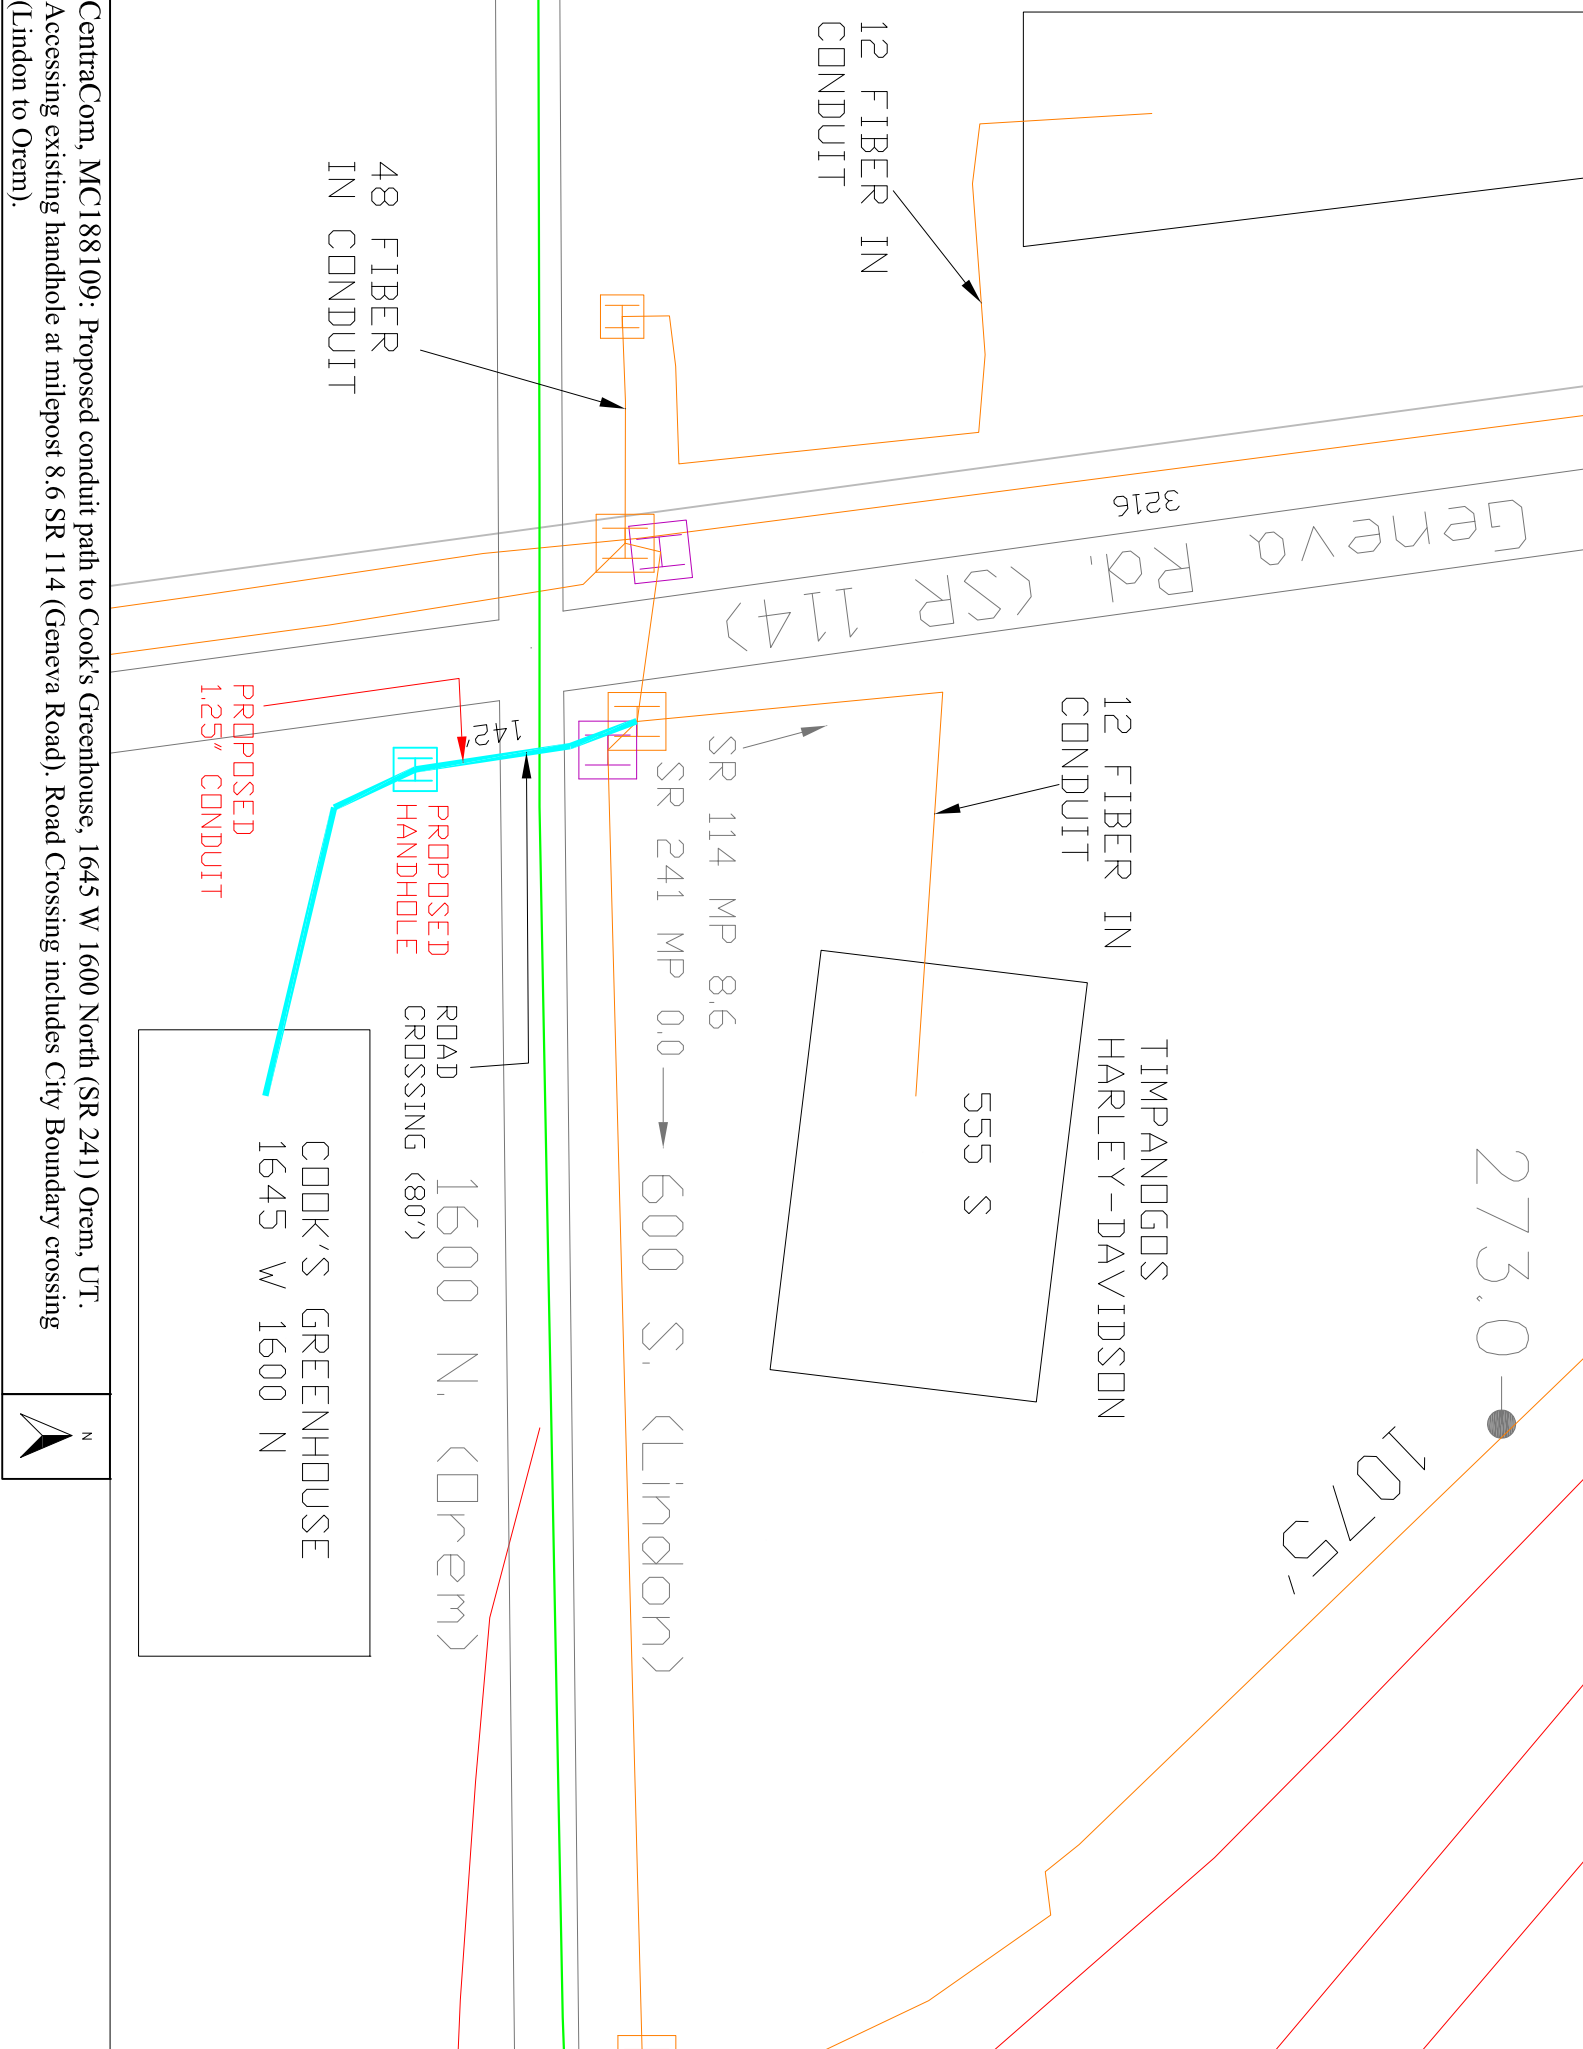 12 FIBER IN
CONDUIT
48 FIBER
IN CONDUIT
3216
Geneva Rd. (SR 114)
12 FIBER IN
CONDUIT
SR 114 MP 8.6
SR 241 MP 0.0
142'
PROPOSED
1.25" CONDUIT
PROPOSED
HANDHOLE
ROAD
CROSSING (80')
TIMPANOGOS
HARLEY-DAVIDSON
555 S
273.0
1075'
600 S. (Lindon)
1600 N. (Orem)
COOK'S GREENHOUSE
1645 W 1600 N
H
H
H
H
H
H
CentraCom, MC188109: Proposed conduit path to Cook's Greenhouse, 1645 W 1600 North (SR 241) Orem, UT.
Accessing existing handhole at milepost 8.6 SR 114 (Geneva Road). Road Crossing includes City Boundary crossing
(Lindon to Orem).
N